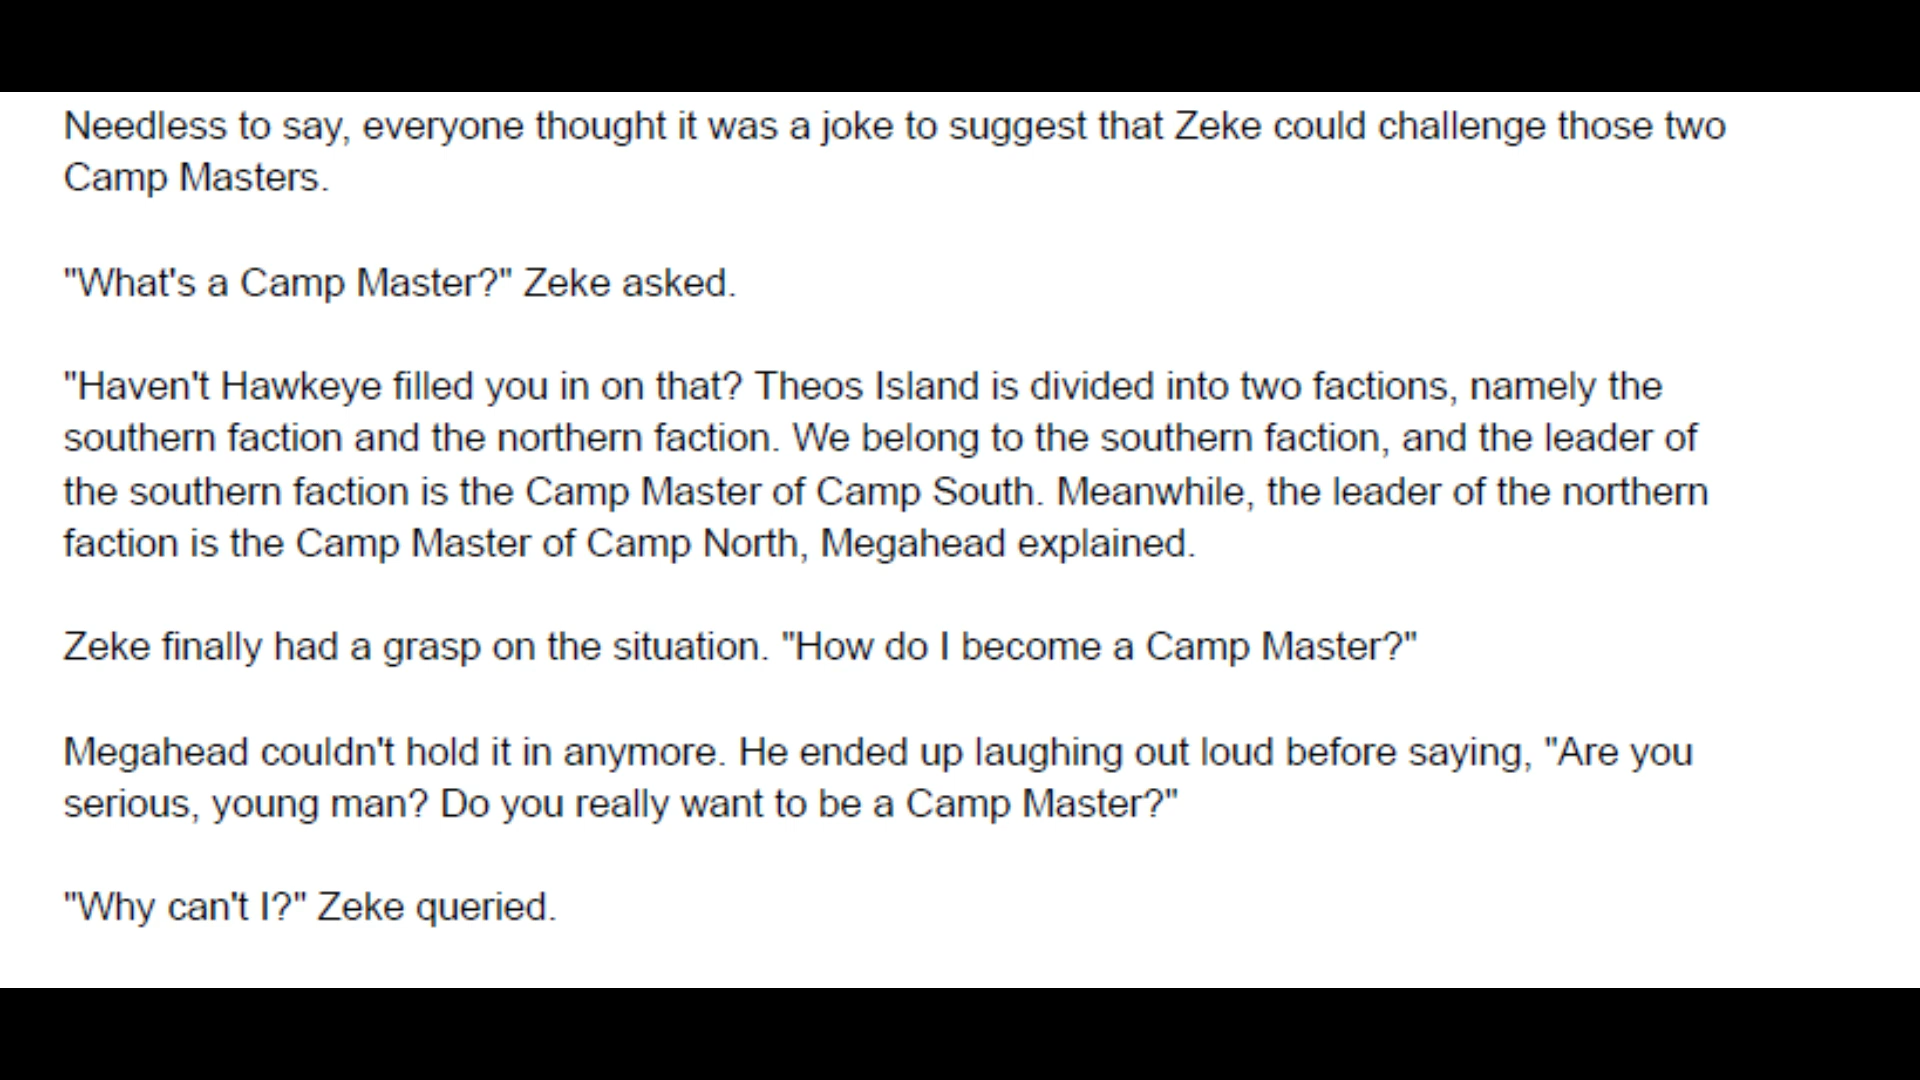 Needless to say, everyone thought it was a joke to suggest that Zeke could challenge those two
Camp Masters.
"What's a Camp Master?" Zeke asked.
"Haven't Hawkeye filled you in on that? Theos Island is divided into two factions, namely the
southern faction and the northern faction. We belong to the southern faction, and the leader of
the southern faction is the Camp Master of Camp South. Meanwhile, the leader of the northern
faction is the Camp Master of Camp North, Megahead explained.
Zeke finally had a grasp on the situation. "How do I become a Camp Master?"
Megahead couldn't hold it in anymore. He ended up laughing out loud before saying, "Are you
serious, young man? Do you really want to be a Camp Master?"
"Why can't I?" Zeke queried.